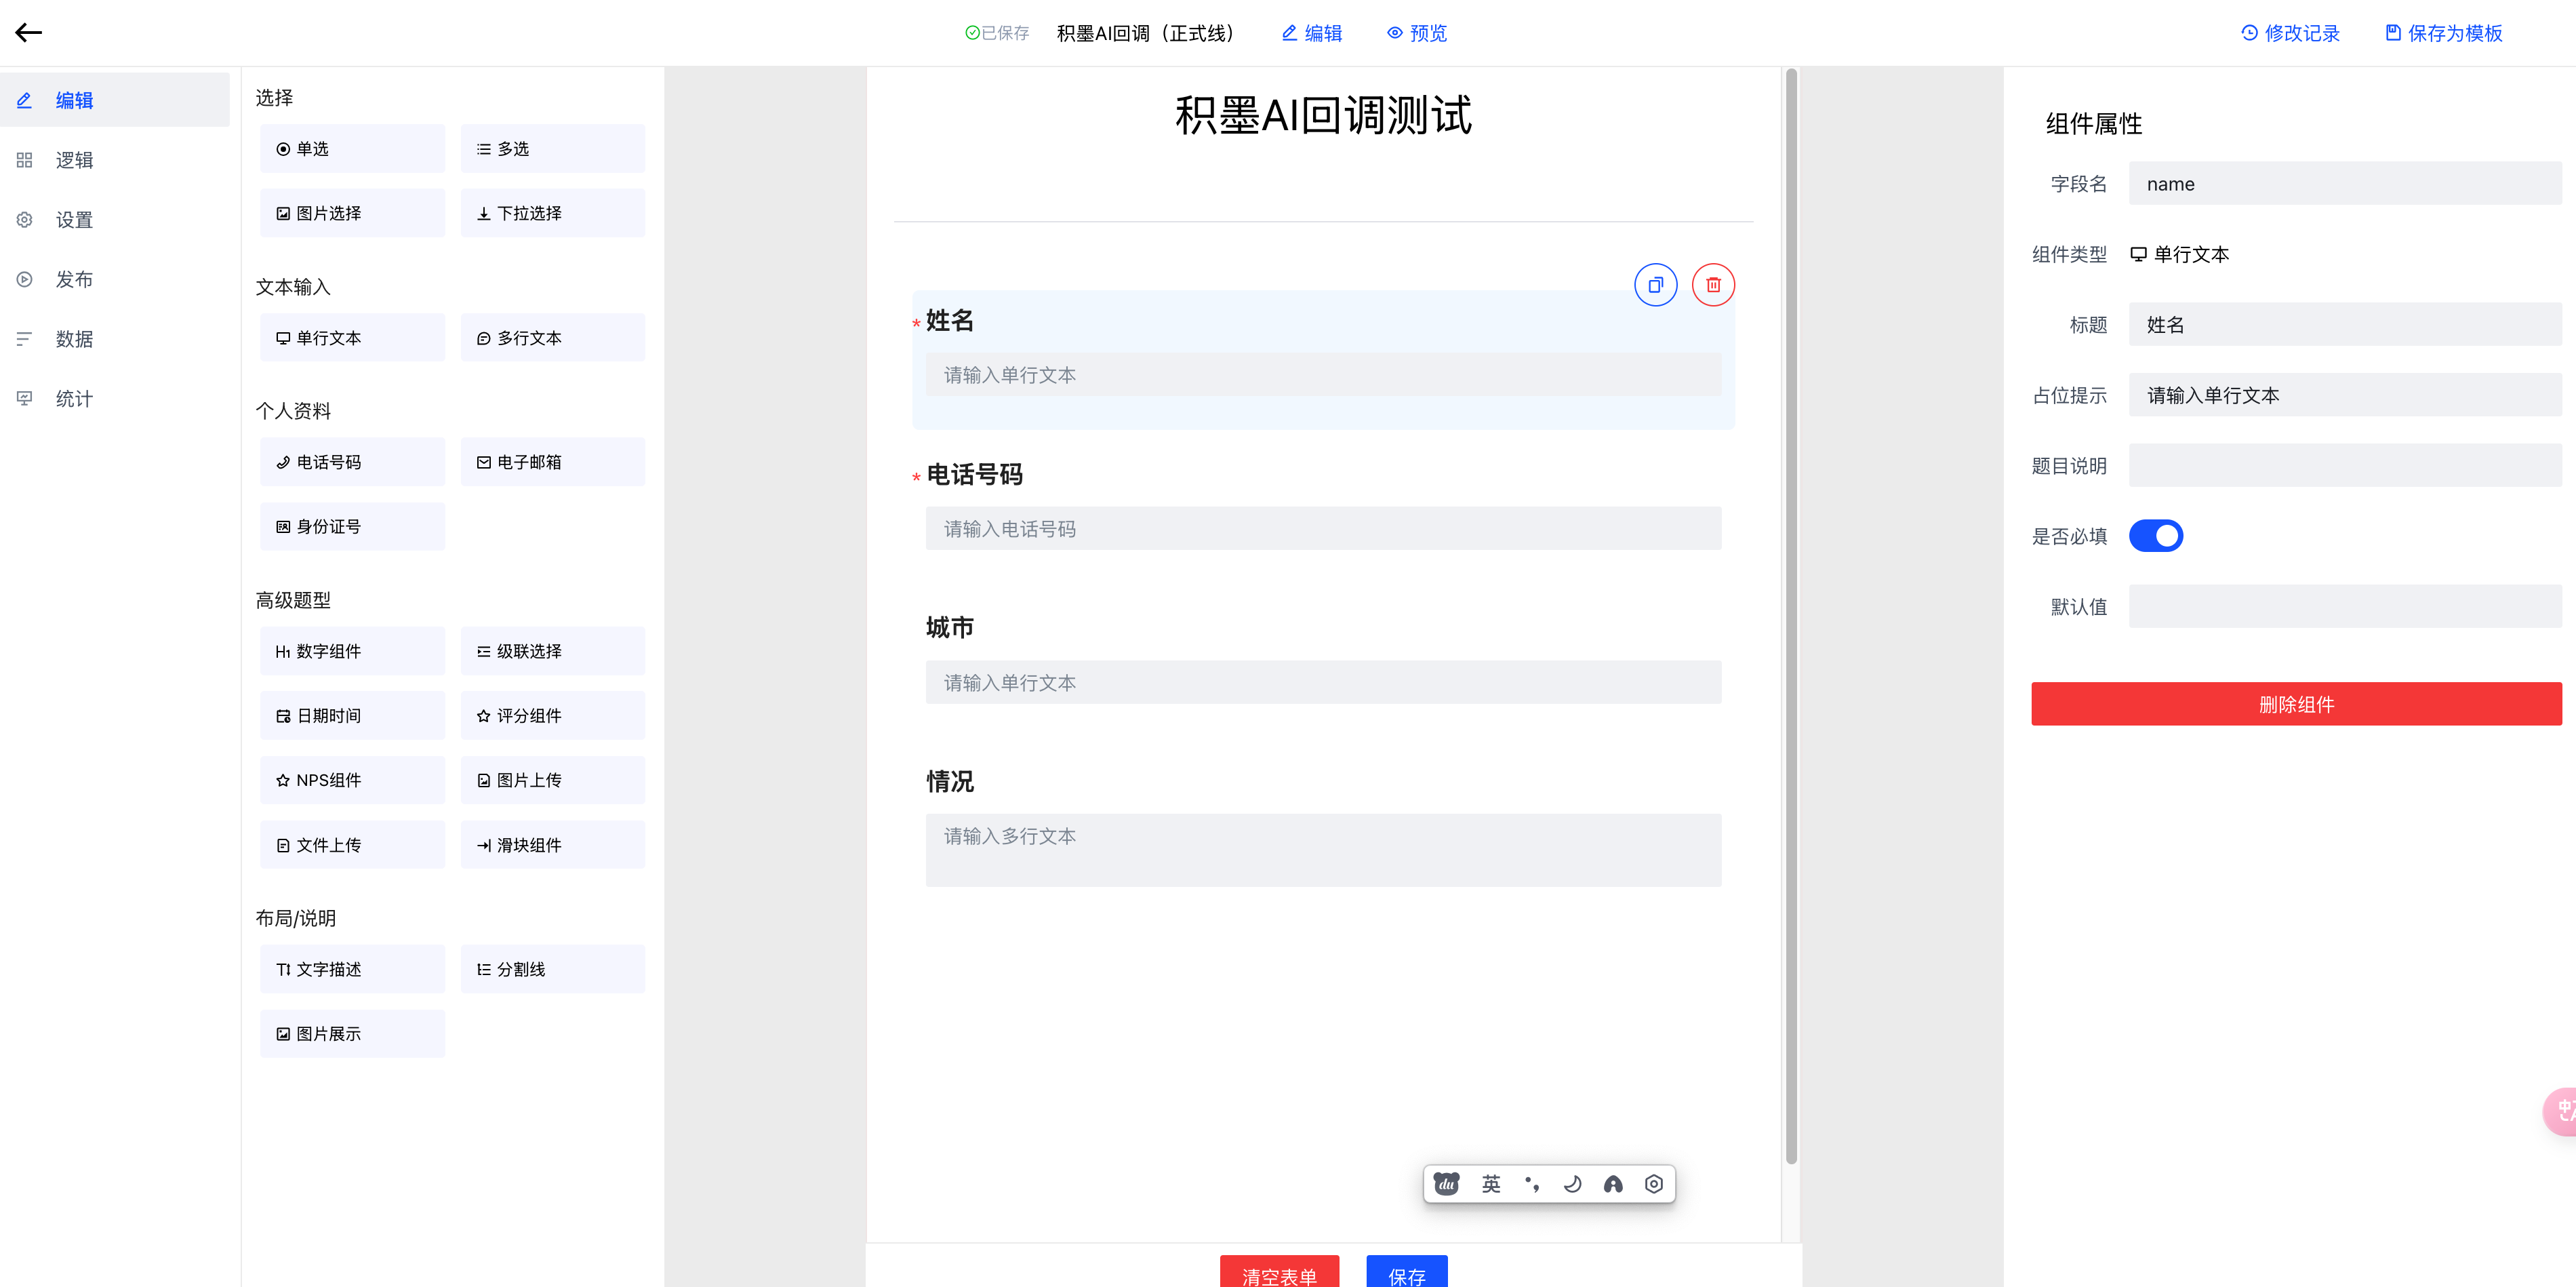 已保存 积墨AI回调（正式线） 编辑 预览 修改记录 保存为模板
编辑
逻辑
设置
发布
数据
统计
选择
单选 多选
图片选择 下拉选择
文本输入
单行文本 多行文本
个人资料
电话号码 电子邮箱
身份证号
高级题型
H1 数字组件 级联选择
日期时间 评分组件
NPS组件 图片上传
文件上传 滑块组件
布局/说明
文字描述 分割线
图片展示
积墨AI回调测试
* 姓名
请输入单行文本
* 电话号码
请输入电话号码
城市
请输入单行文本
情况
请输入多行文本
du 英
清空表单 保存
组件属性
字段名 name
组件类型 单行文本
标题 姓名
占位提示 请输入单行文本
题目说明
是否必填
默认值
删除组件